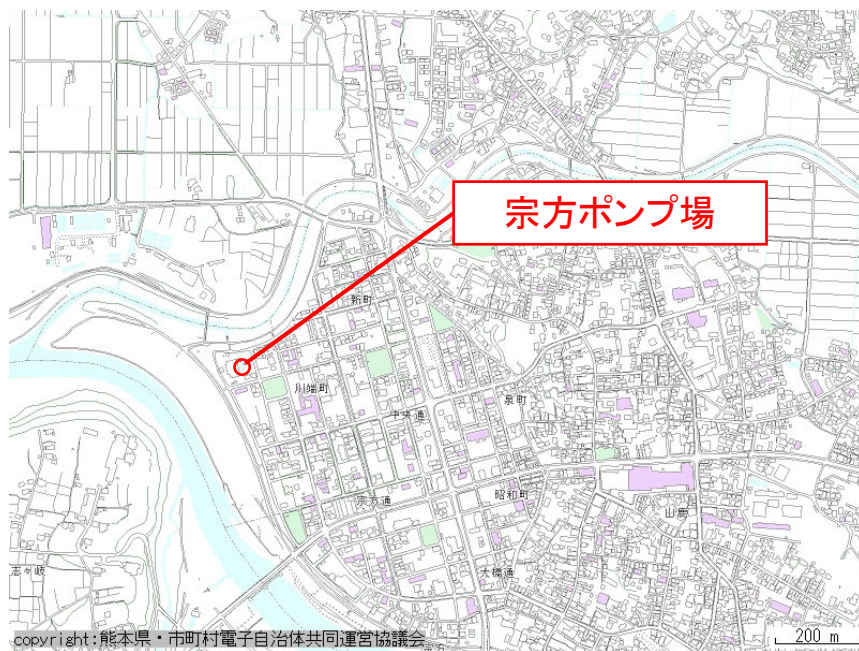 宗方ポンプ場
新町
川端町
中央通
泉町
宗方通
昭和町
山鹿
大橋通
志々岐
copyright:熊本県・市町村電子自治体共同運営協議会
200 m